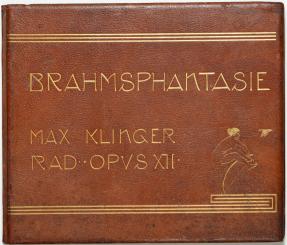 BRAHMSPHANTASIE
MAX KLINGER
RAD·OPVS XII·